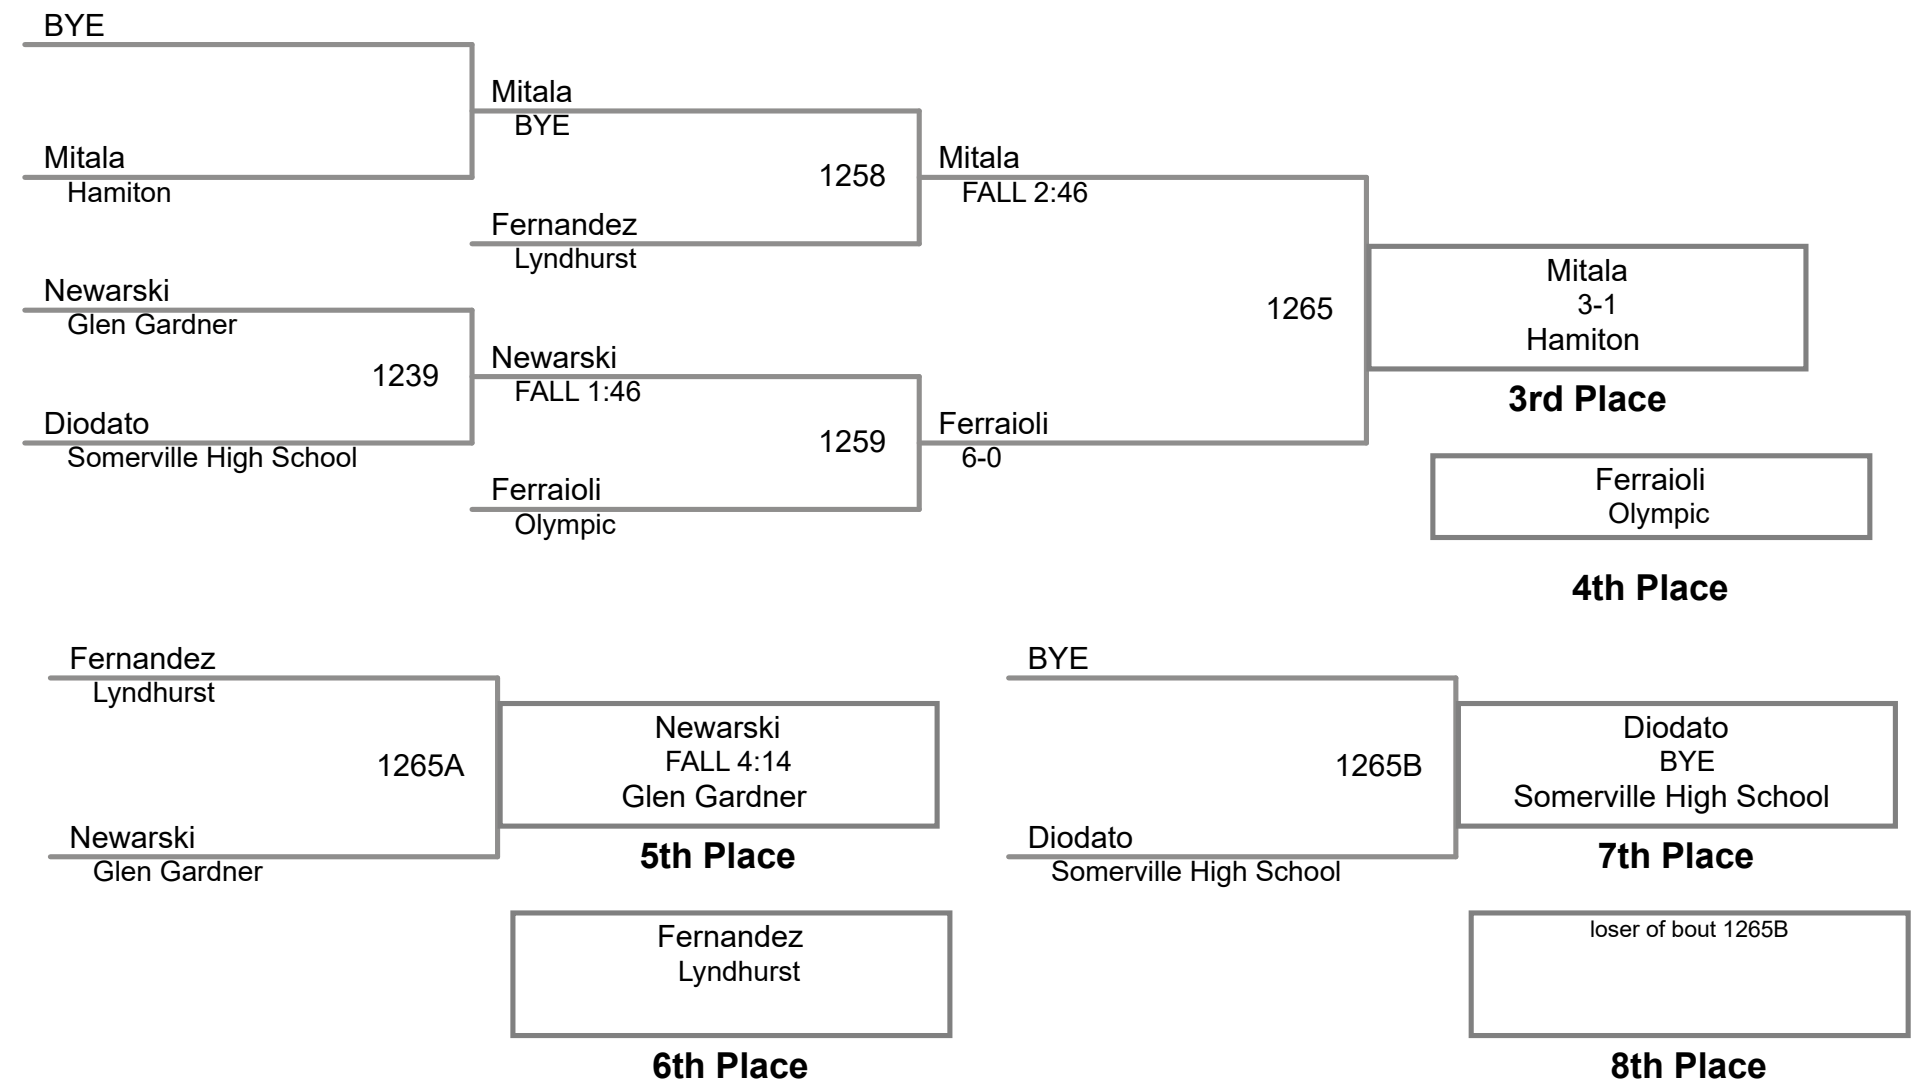 BYE
Mitala
BYE
Mitala
Hamiton
1258
Mitala
FALL 2:46
Fernandez
Lyndhurst
Newarski
Glen Gardner
1239
Newarski
FALL 1:46
Diodato
Somerville High School
1259
Ferraioli
6-0
Ferraioli
Olympic
1265
Mitala
3-1
Hamiton
3rd Place
Ferraioli
Olympic
4th Place
Fernandez
Lyndhurst
1265A
Newarski
Glen Gardner
Newarski
FALL 4:14
Glen Gardner
5th Place
Fernandez
Lyndhurst
6th Place
BYE
1265B
Diodato
Somerville High School
Diodato
BYE
Somerville High School
7th Place
loser of bout 1265B
8th Place